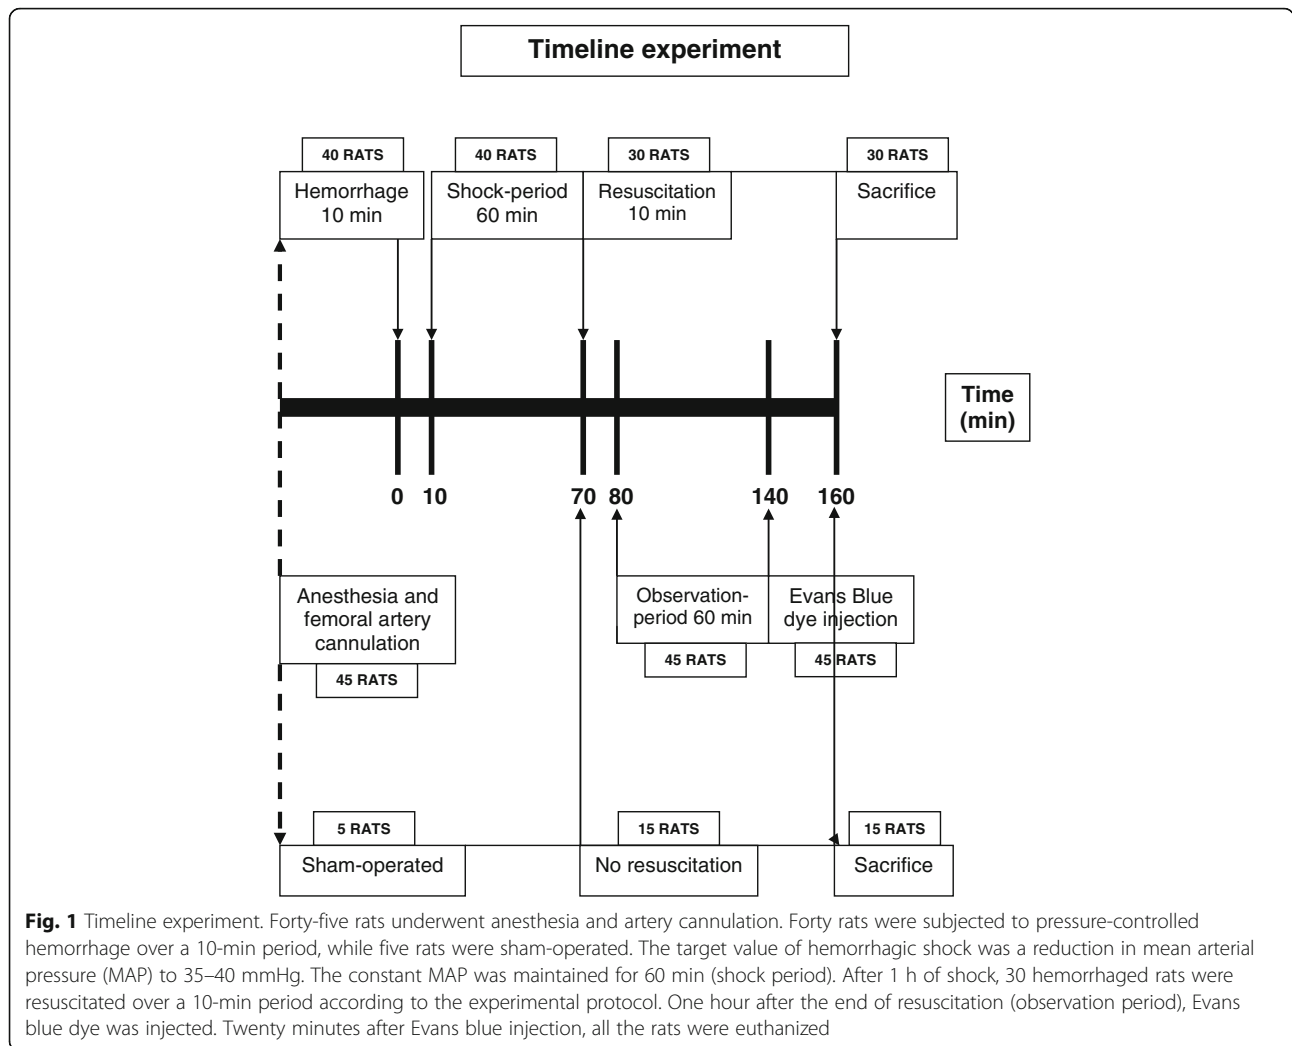 Timeline experiment
40 RATS
40 RATS
30 RATS
30 RATS
Hemorrhage
10 min
Shock-period
60 min
Resuscitation
10 min
Sacrifice
Time
(min)
0 10 70 80 140 160
Anesthesia and
femoral artery
cannulation
45 RATS
Observation-
period 60 min
45 RATS
Evans Blue
dye injection
45 RATS
5 RATS
15 RATS
15 RATS
Sham-operated
No resuscitation
Sacrifice
Fig. 1 Timeline experiment. Forty-five rats underwent anesthesia and artery cannulation. Forty rats were subjected to pressure-controlled
hemorrhage over a 10-min period, while five rats were sham-operated. The target value of hemorrhagic shock was a reduction in mean arterial
pressure (MAP) to 35–40 mmHg. The constant MAP was maintained for 60 min (shock period). After 1 h of shock, 30 hemorrhaged rats were
resuscitated over a 10-min period according to the experimental protocol. One hour after the end of resuscitation (observation period), Evans
blue dye was injected. Twenty minutes after Evans blue injection, all the rats were euthanized